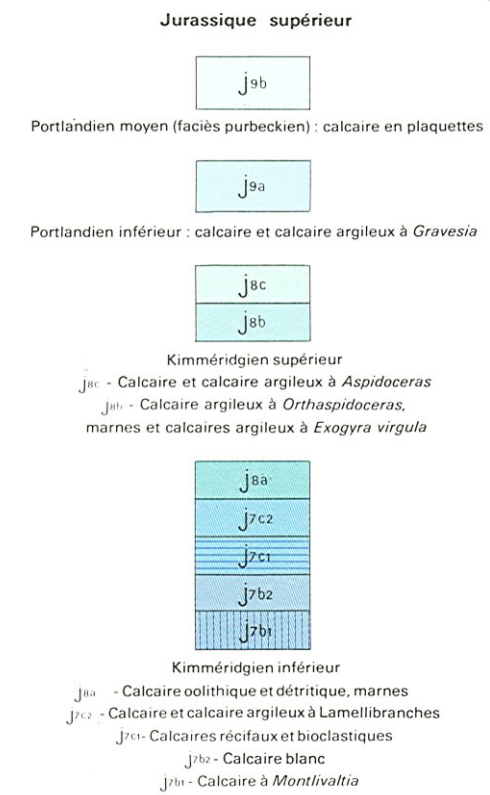 Jurassique supérieur
j9b
Portlandien moyen (faciès purbeckien) : calcaire en plaquettes
j9a
Portlandien inférieur : calcaire et calcaire argileux à Gravesia
j8c
j8b
Kimméridgien supérieur
j8c - Calcaire et calcaire argileux à Aspidoceras
j8b - Calcaire argileux à Orthaspidoceras,
marnes et calcaires argileux à Exogyra virgula
j8a
j7c2
j7c1
j7b2
j7b1
Kimméridgien inférieur
j8a - Calcaire oolithique et détritique, marnes
j7c2 - Calcaire et calcaire argileux à Lamellibranches
j7c1- Calcaires récifaux et bioclastiques
j7b2 - Calcaire blanc
j7b1 - Calcaire à Montlivaltia